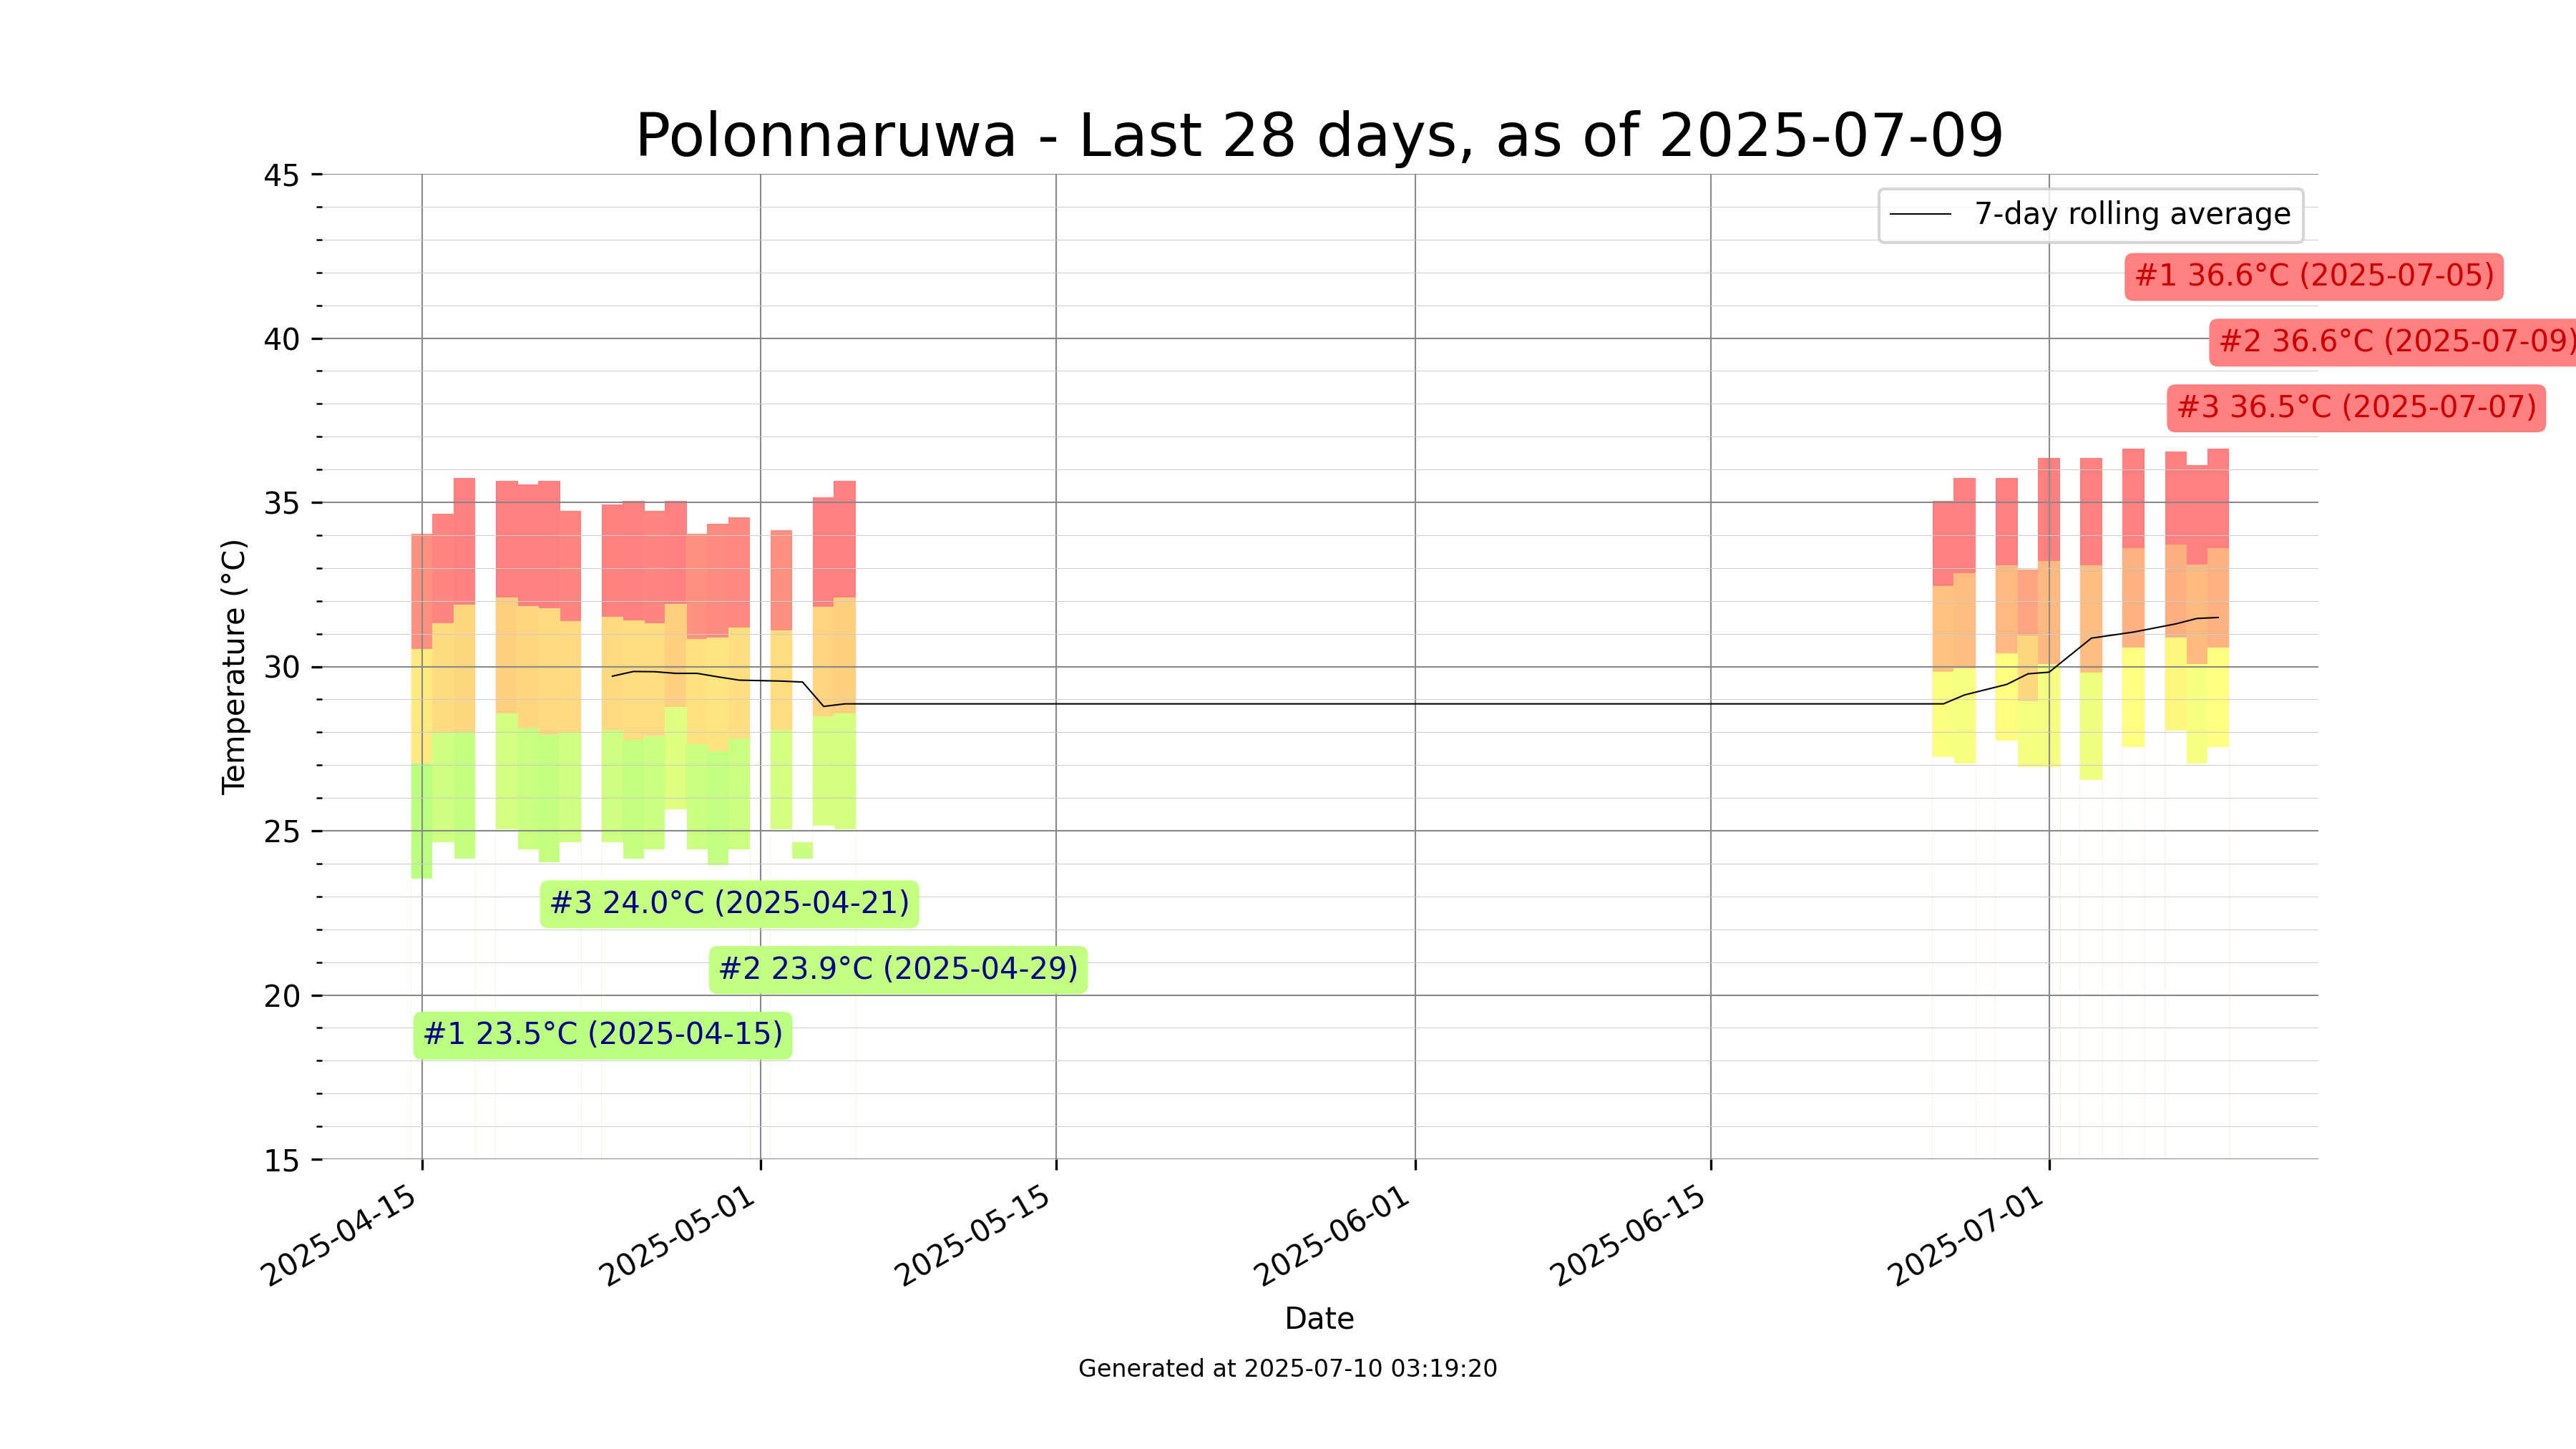 Polonnaruwa - Last 28 days, as of 2025-07-09
45
40
35
30
25
20
15
Temperature (°C)
7-day rolling average
#1 36.6°C (2025-07-05)
#2 36.6°C (2025-07-09)
#3 36.5°C (2025-07-07)
#3 24.0°C (2025-04-21)
#2 23.9°C (2025-04-29)
#1 23.5°C (2025-04-15)
2025-04-15
2025-05-01
2025-05-15
2025-06-01
2025-06-15
2025-07-01
Date
Generated at 2025-07-10 03:19:20